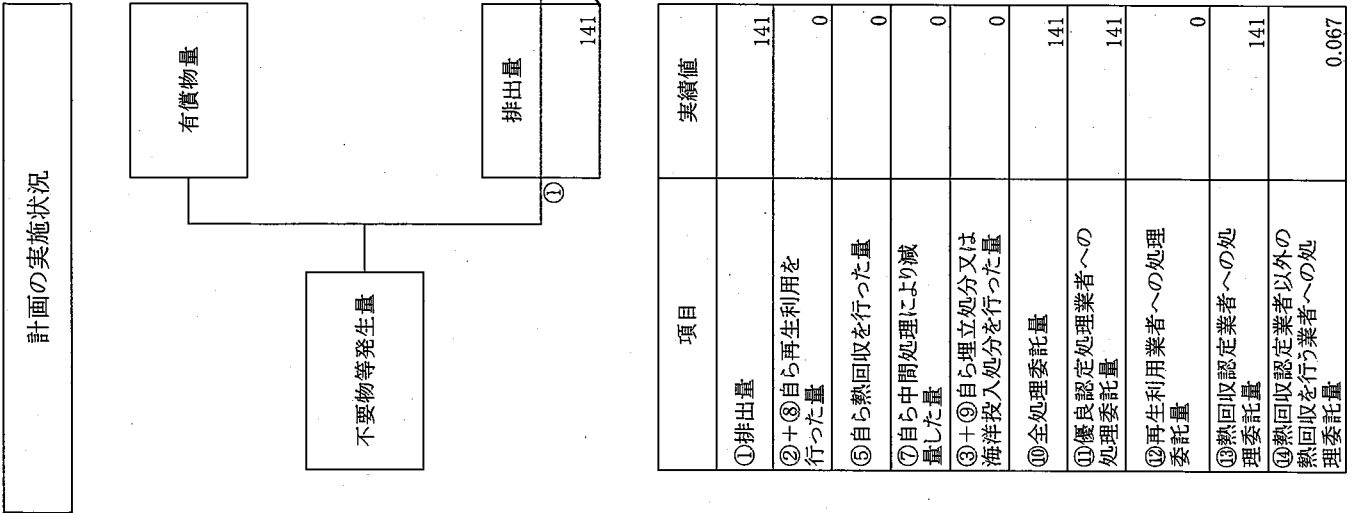 計画の実施状況
有償物量
不要物等発生量
排出量
①
141
項目 実績値
①排出量 141
②+⑧自ら再生利用を
行った量 0
⑤自ら熱回収を行った量 0
⑦自ら中間処理により減
量した量 0
③+⑨自ら埋立処分又は
海洋投入処分を行った量 0
⑩全処理委託量 141
⑪優良認定処理業者への
処理委託量 141
⑫再生利用業者への処理
委託量 0
⑬熱回収認定業者への処
理委託量 141
⑭熱回収認定業者以外の
熱回収を行う業者への処
理委託量 0.067